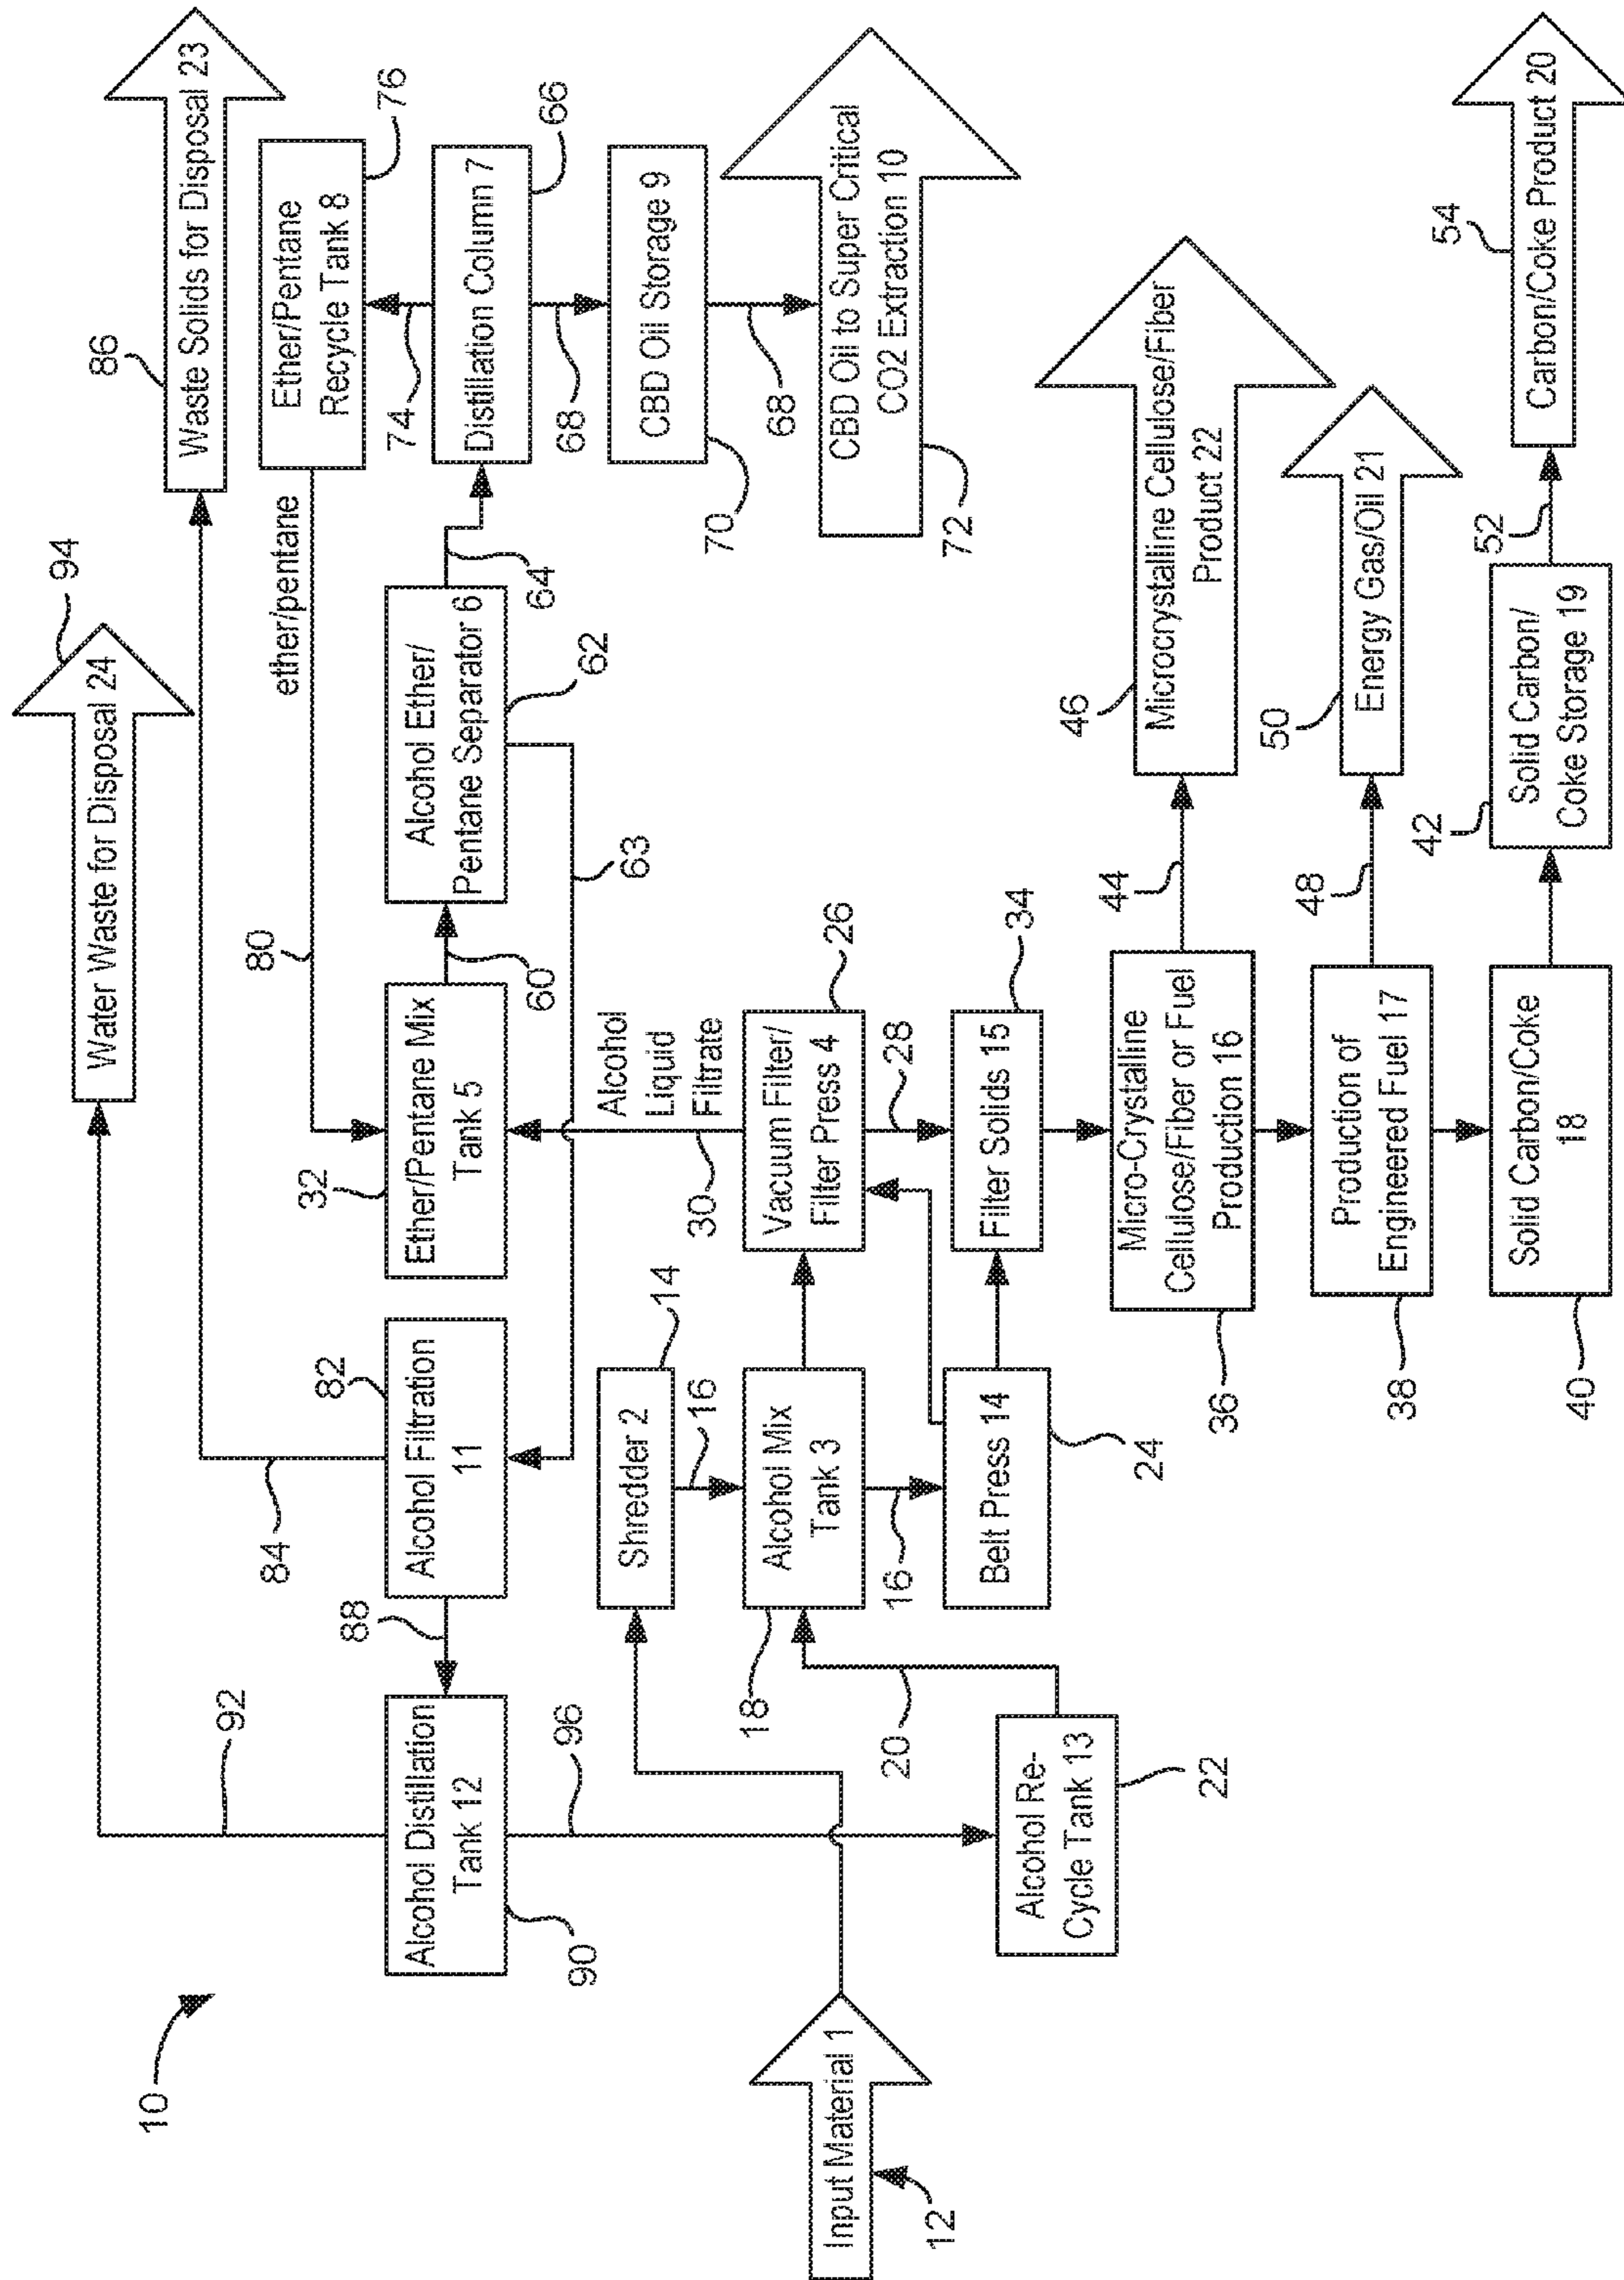 10
92
Water Waste for Disposal 24
94
84
Waste Solids for Disposal 23
86
80
ether/pentane
Ether/Pentane
Recycle Tank 8
76
74
88
Alcohol Distillation
Tank 12
90
Alcohol Filtration
11
82
32
Ether/Pentane Mix
Tank 5
60
Alcohol Ether/
Pentane Separator 6
62
64
Distillation Column 7
66
68
63
96
Shredder 2
14
16
30
Alcohol
Liquid
Filtrate
CBD Oil Storage 9
70
68
Input Material 1
12
18
Alcohol Mix
Tank 3
Vacuum Filter/
Filter Press 4
26
CBD Oil to Super Critical
CO2 Extraction 10
72
20
16
28
Alcohol Re-
Cycle Tank 13
22
Belt Press 14
24
Filter Solids 15
34
36
Micro-Crystalline
Cellulose/Fiber or Fuel
Production 16
44
46
Microcrystalline Cellulose/Fiber
Product 22
38
Production of
Engineered Fuel 17
48
50
Energy Gas/Oil 21
40
Solid Carbon/Coke
18
42
Solid Carbon/
Coke Storage 19
52
54
Carbon/Coke Product 20